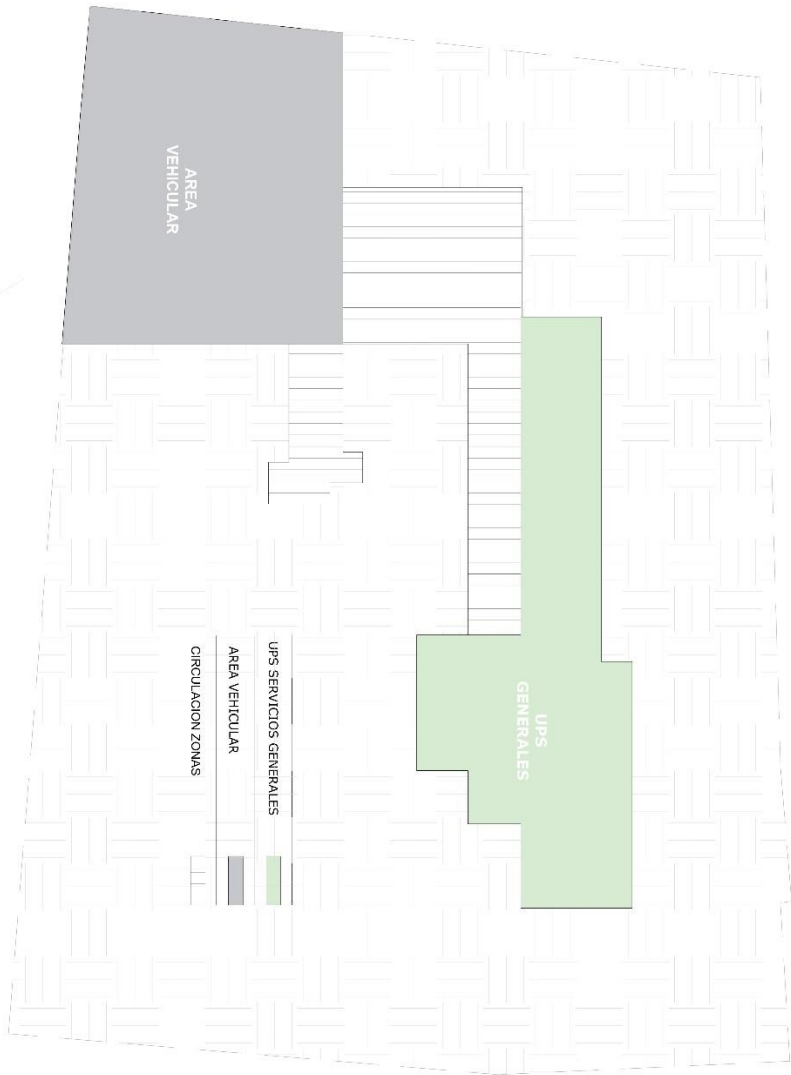 AREA
VEHICULAR
UPS
GENERALES
UPS SERVICIOS GENERALES
AREA VEHICULAR
CIRCULACION ZONAS